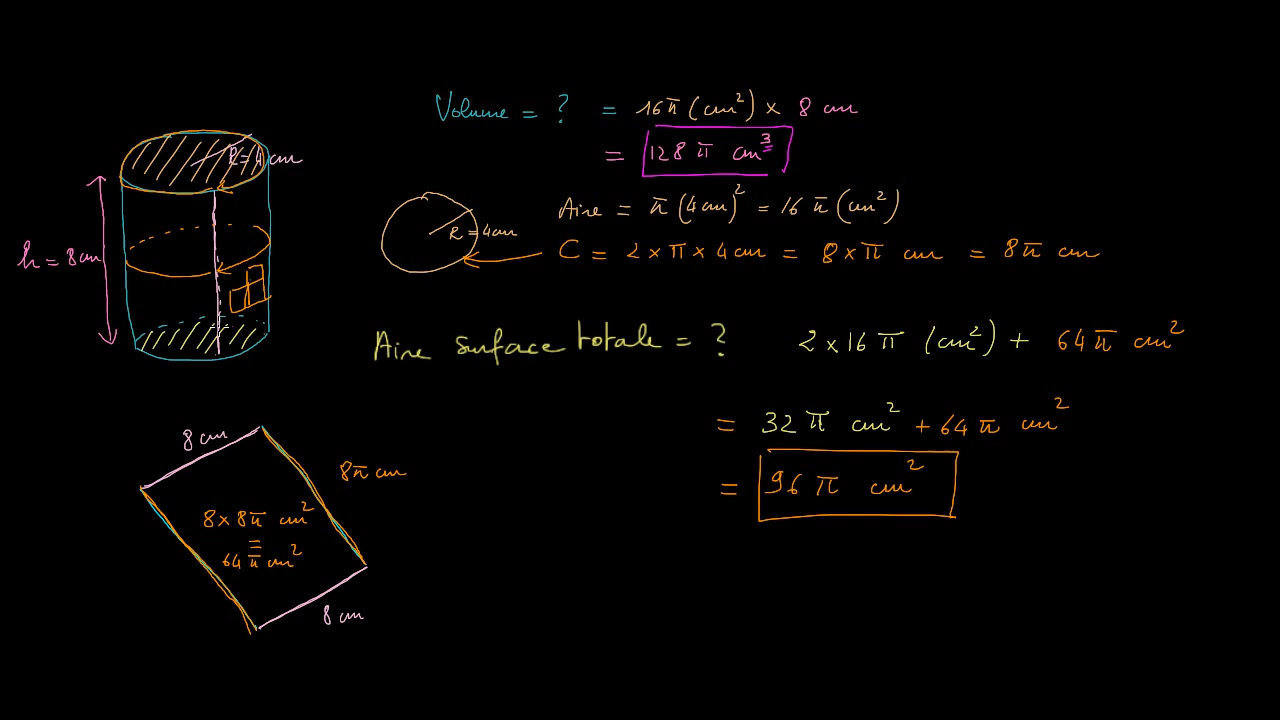 Volume = ? = 16π (cm²) × 8 cm
= 128 π cm³
R = 4 cm
h = 8 cm
R = 4 cm
Aire = π (4 cm)² = 16 π (cm²)
C = 2 × π × 4 cm = 8 × π cm = 8π cm
Aire surface totale = ? 2 × 16 π (cm²) + 64 π cm²
= 32 π cm² + 64 π cm²
= 96 π cm²
8 cm
8π cm
8 × 8π cm²
=
64 π cm²
8 cm